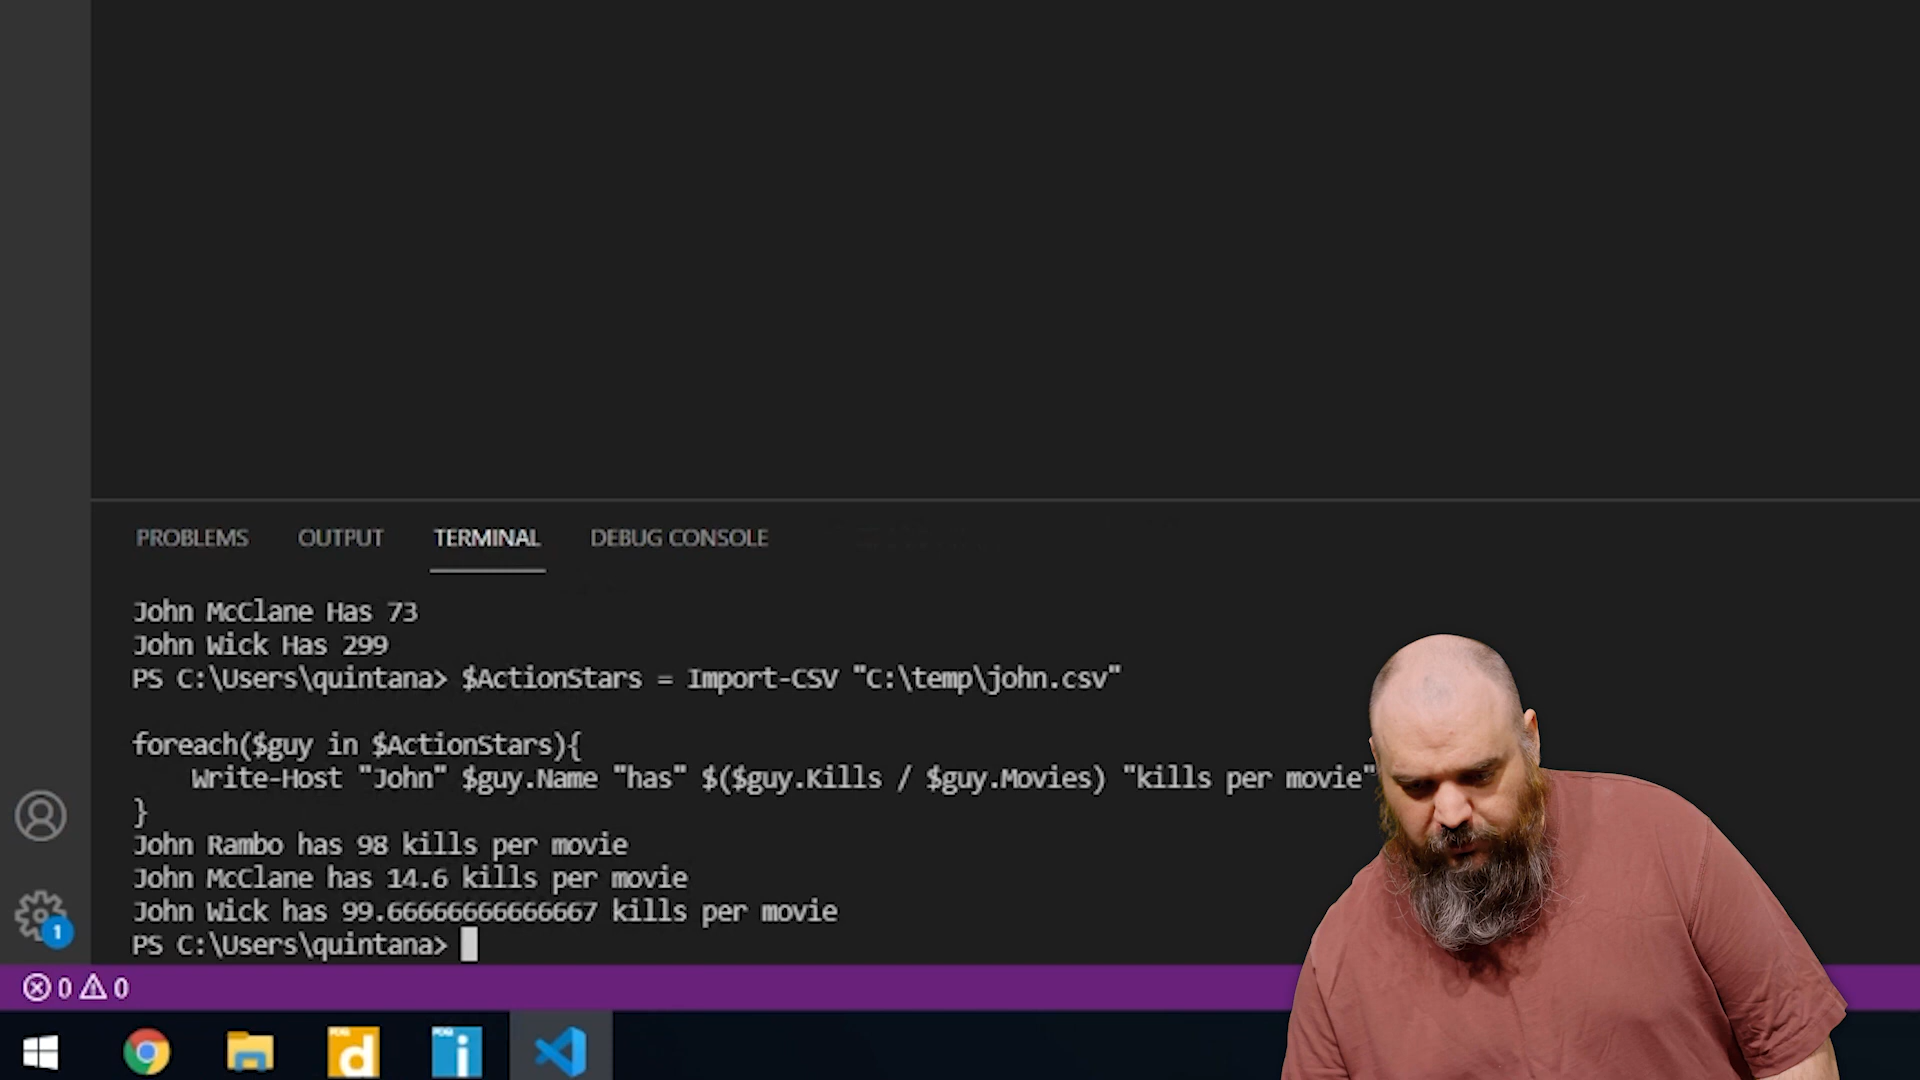 PROBLEMS OUTPUT TERMINAL DEBUG CONSOLE
John McClane Has 73
John Wick Has 299
PS C:\Users\quintana> $ActionStars = Import-CSV "C:\temp\john.csv"
foreach($guy in $ActionStars){
    Write-Host "John" $guy.Name "has" $($guy.Kills / $guy.Movies) "kills per movie"
}
John Rambo has 98 kills per movie
John McClane has 14.6 kills per movie
John Wick has 99.6666666666667 kills per movie
PS C:\Users\quintana>
1
0 0
PDQ d PDQ i